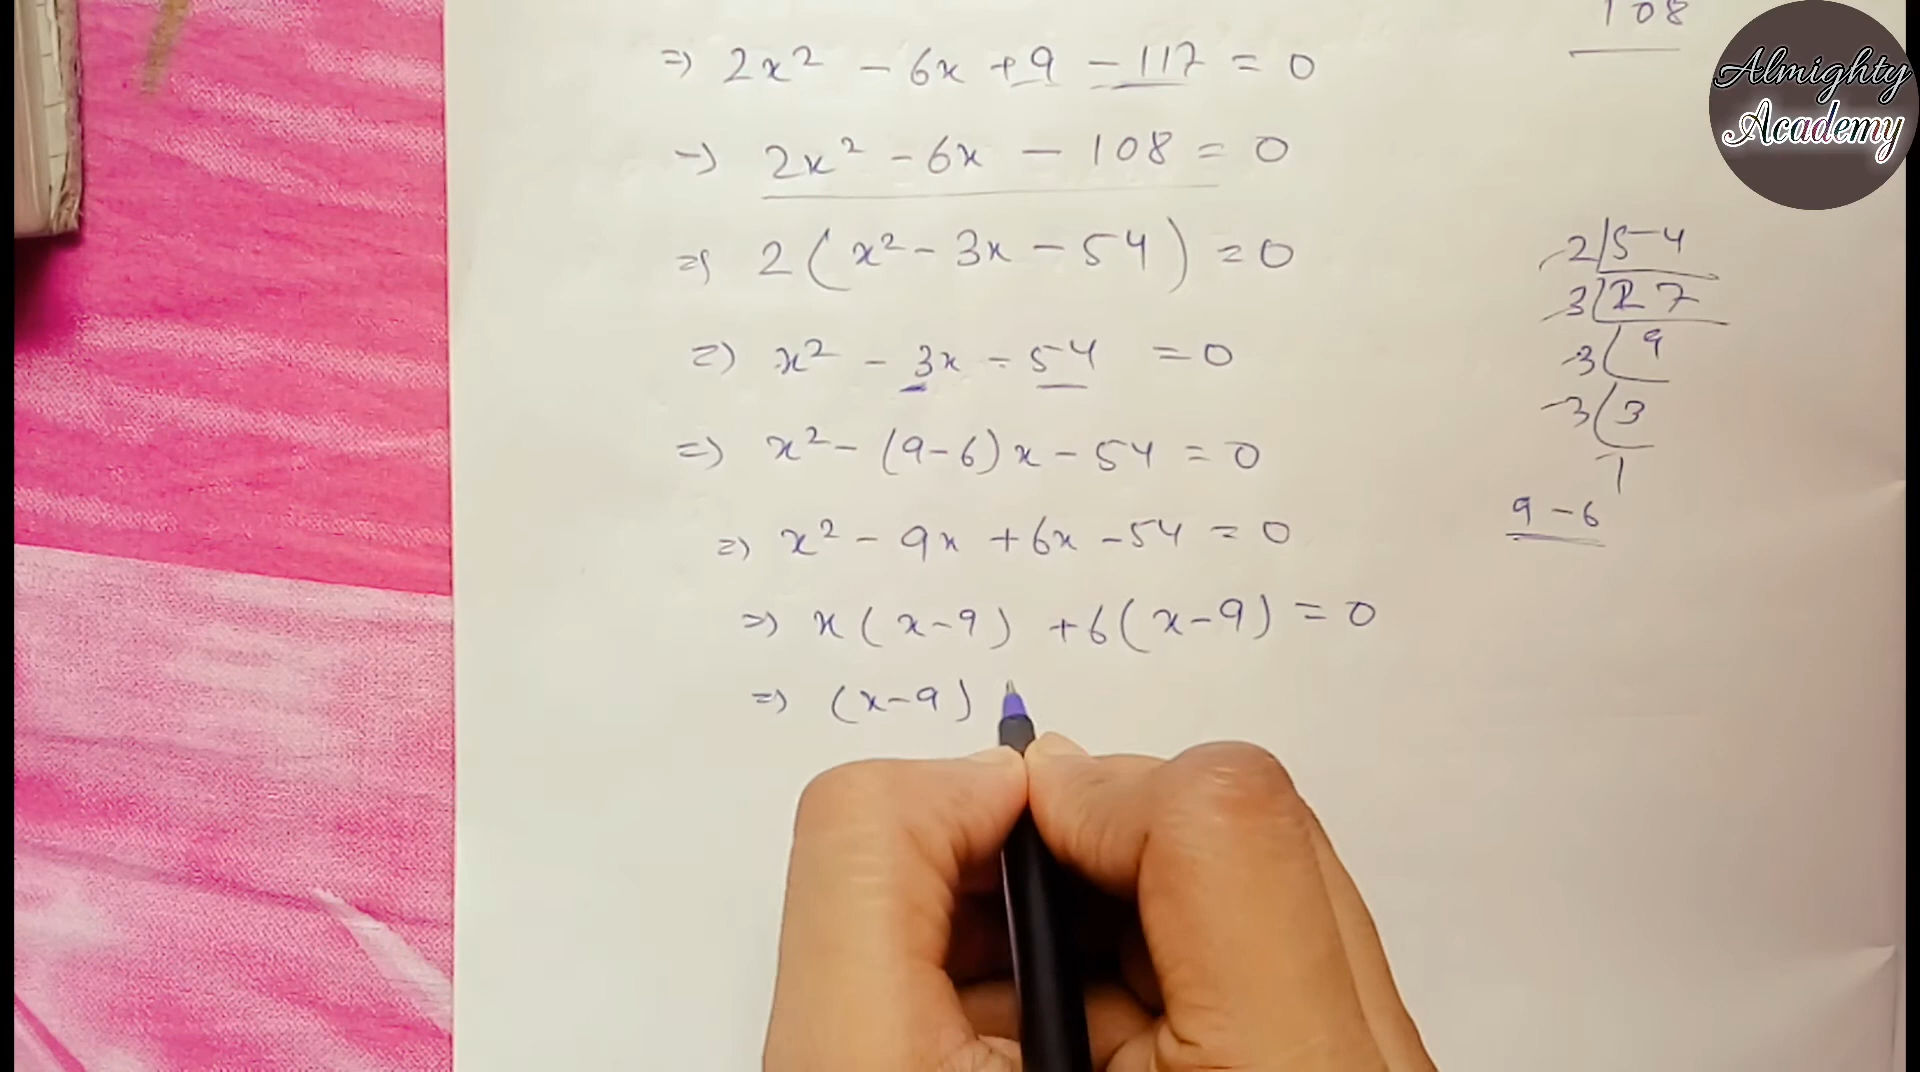 108
Almighty
Academy
=) 2x² - 6x + 9 - 117 = 0
-) 2x² - 6x - 108 = 0
=) 2(x² - 3x - 54) = 0
=) x² - 3x - 54 = 0
=) x² - (9-6)x - 54 = 0
=) x² - 9x + 6x - 54 = 0
=) x(x-9) + 6(x-9) = 0
=) (x-9)
2 54
3 27
3 9
3 3
1
9-6